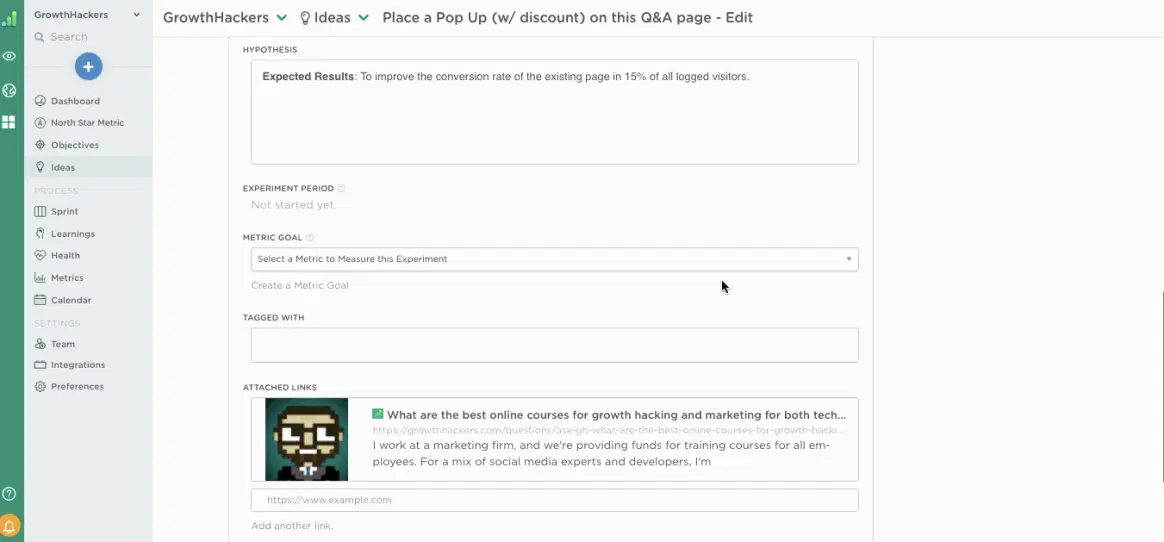 GrowthHackers
Search
Dashboard
North Star Metric
Objectives
Ideas
PROCESS
Sprint
Learnings
Health
Metrics
Calendar
SETTINGS
Team
Integrations
Preferences
GrowthHackers Ideas Place a Pop Up (w/ discount) on this Q&A page - Edit
HYPOTHESIS
Expected Results: To improve the conversion rate of the existing page in 15% of all logged visitors.
EXPERIMENT PERIOD
Not started yet.
METRIC GOAL
Select a Metric to Measure this Experiment
Create a Metric Goal
TAGGED WITH
ATTACHED LINKS
What are the best online courses for growth hacking and marketing for both tech...
https://growthhackers.com/questions/ask-gh-what-are-the-best-online-courses-for-growth-hacki...
I work at a marketing firm, and we're providing funds for training courses for all em-
ployees. For a mix of social media experts and developers, I'm
https://www.example.com
Add another link.